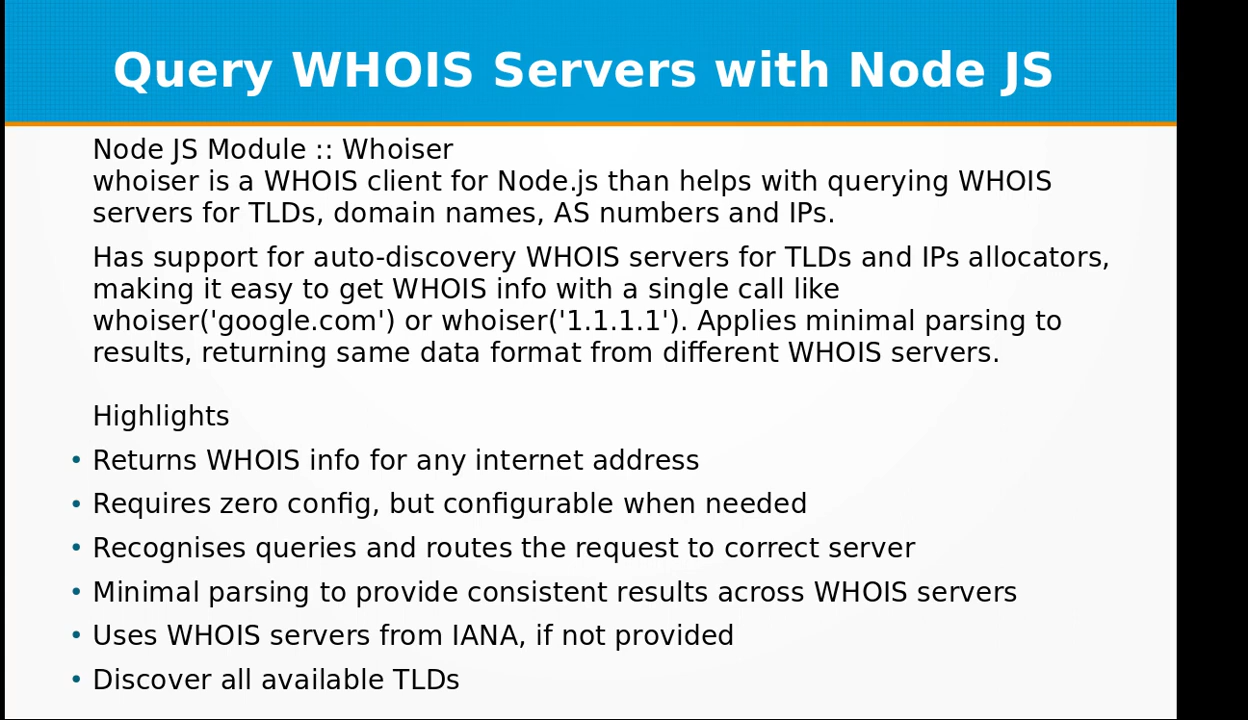 Query WHOIS Servers with Node JS
Node JS Module :: Whoiser
whoiser is a WHOIS client for Node.js than helps with querying WHOIS
servers for TLDs, domain names, AS numbers and IPs.
Has support for auto-discovery WHOIS servers for TLDs and IPs allocators,
making it easy to get WHOIS info with a single call like
whoiser('google.com') or whoiser('1.1.1.1'). Applies minimal parsing to
results, returning same data format from different WHOIS servers.
Highlights
• Returns WHOIS info for any internet address
• Requires zero config, but configurable when needed
• Recognises queries and routes the request to correct server
• Minimal parsing to provide consistent results across WHOIS servers
• Uses WHOIS servers from IANA, if not provided
• Discover all available TLDs